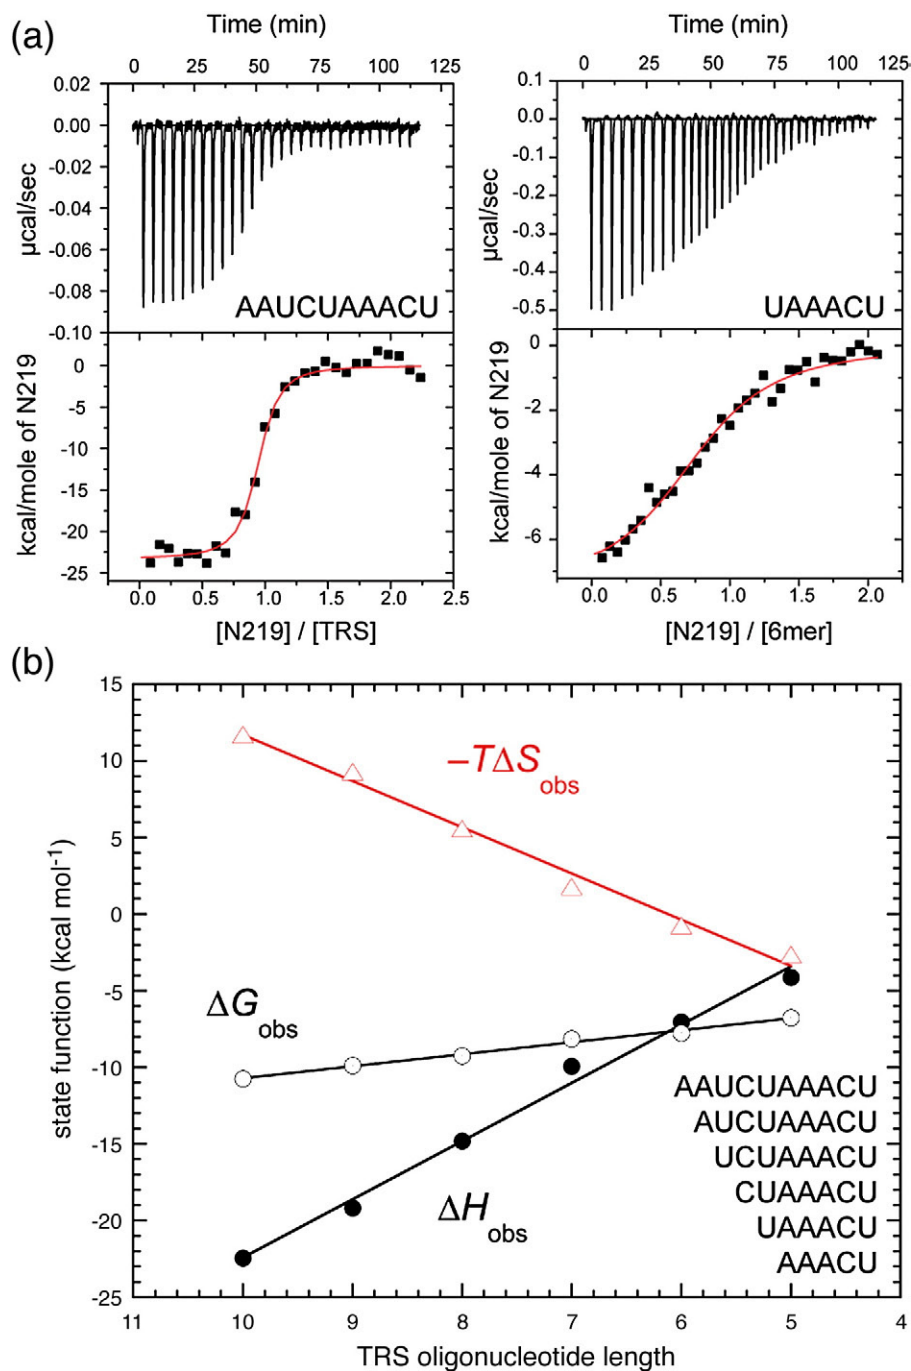 (a)
Time (min)
0 25 50 75 100 125
0.02
0.00
-0.02
-0.04
-0.06
-0.08
-0.10
µcal/sec
AAUCUAAACU
0
-5
-10
-15
-20
-25
kcal/mole of N219
0.0 0.5 1.0 1.5 2.0 2.5
[N219] / [TRS]
Time (min)
0 25 50 75 100 125
0.1
0.0
-0.1
-0.2
-0.3
-0.4
-0.5
µcal/sec
UAAACU
0
-2
-4
-6
kcal/mole of N219
0.0 0.5 1.0 1.5 2.0
[N219] / [6mer]
(b)
15
10
5
0
-5
-10
-15
-20
-25
state function (kcal mol-1)
–TΔSobs
ΔGobs
ΔHobs
AAUCUAAACU
AUCUAAACU
UCUAAACU
CUAAACU
UAAACU
AAACU
11 10 9 8 7 6 5 4
TRS oligonucleotide length